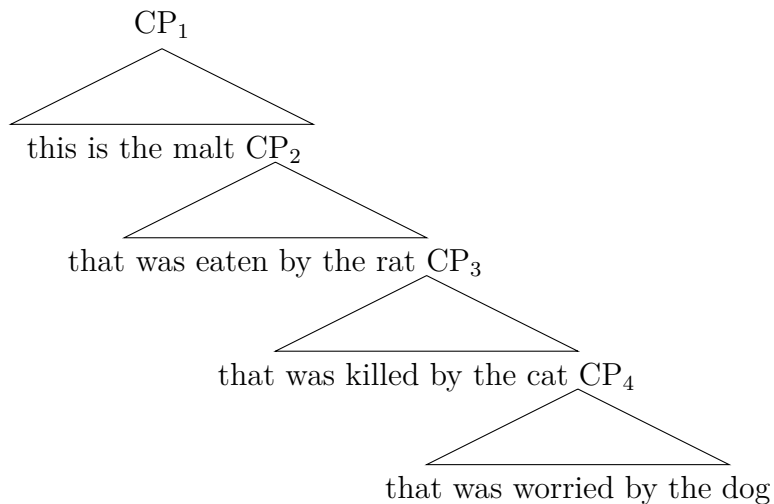 CP₁
this is the malt CP₂
that was eaten by the rat CP₃
that was killed by the cat CP₄
that was worried by the dog